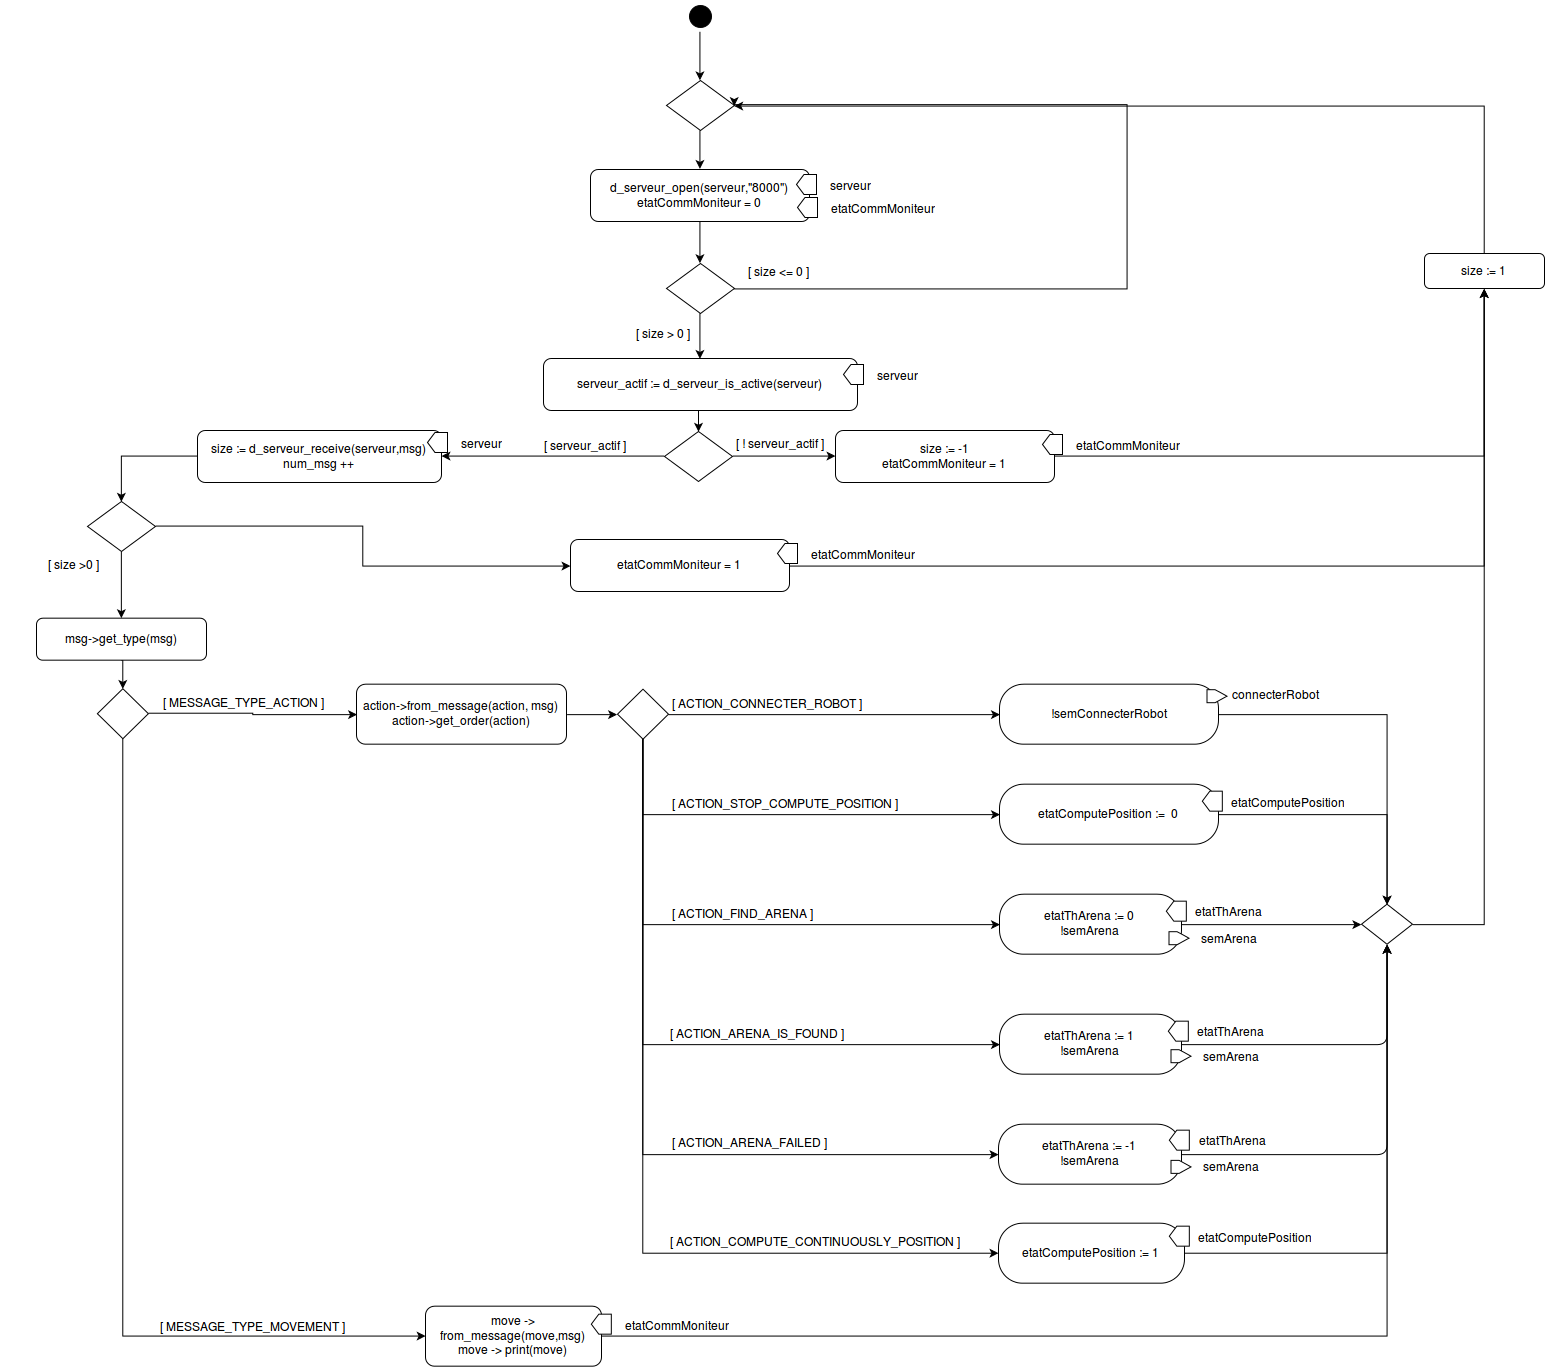 d_serveur_open(serveur,"8000")
etatCommMoniteur = 0
serveur
etatCommMoniteur
[ size <= 0 ]
size := 1
[ size > 0 ]
serveur_actif := d_serveur_is_active(serveur)
serveur
size := d_serveur_receive(serveur,msg)
num_msg ++
serveur
[ serveur_actif ]
[ ! serveur_actif ]
size := -1
etatCommMoniteur = 1
etatCommMoniteur
[ size >0 ]
etatCommMoniteur = 1
etatCommMoniteur
msg->get_type(msg)
[ MESSAGE_TYPE_ACTION ]
action->from_message(action, msg)
action->get_order(action)
[ ACTION_CONNECTER_ROBOT ]
!semConnecterRobot
connecterRobot
[ ACTION_STOP_COMPUTE_POSITION ]
etatComputePosition := 0
etatComputePosition
[ ACTION_FIND_ARENA ]
etatThArena := 0
!semArena
etatThArena
semArena
[ ACTION_ARENA_IS_FOUND ]
etatThArena := 1
!semArena
etatThArena
semArena
[ ACTION_ARENA_FAILED ]
etatThArena := -1
!semArena
etatThArena
semArena
[ ACTION_COMPUTE_CONTINUOUSLY_POSITION ]
etatComputePosition := 1
etatComputePosition
[ MESSAGE_TYPE_MOVEMENT ]
move ->
from_message(move,msg)
move -> print(move)
etatCommMoniteur